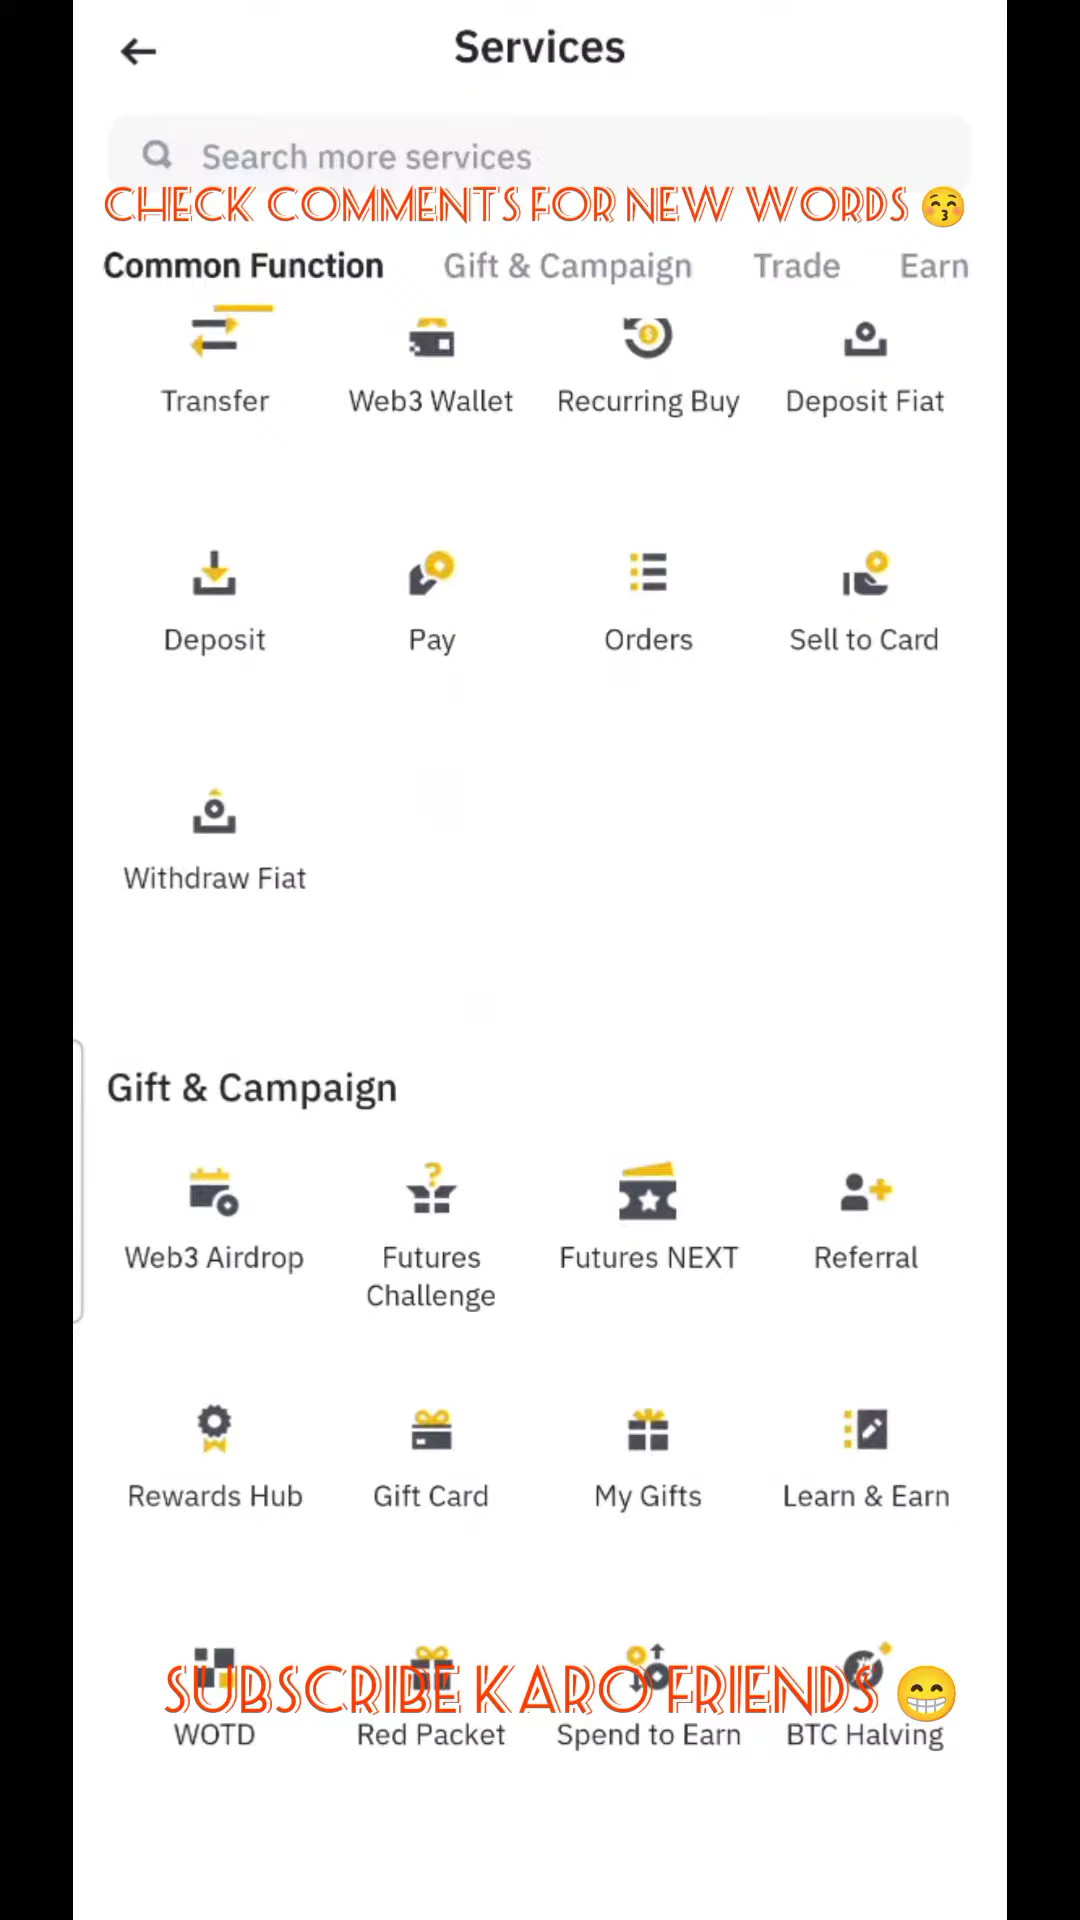 Services
Search more services
CHECK COMMENTS FOR NEW WORDS 😚
Common Function Gift & Campaign Trade Earn
Transfer Web3 Wallet Recurring Buy Deposit Fiat
Deposit Pay Orders Sell to Card
Withdraw Fiat
Gift & Campaign
Web3 Airdrop Futures Challenge Futures NEXT Referral
Rewards Hub Gift Card My Gifts Learn & Earn
SUBSCRIBE KARO FRIENDS 😁
WOTD Red Packet Spend to Earn BTC Halving